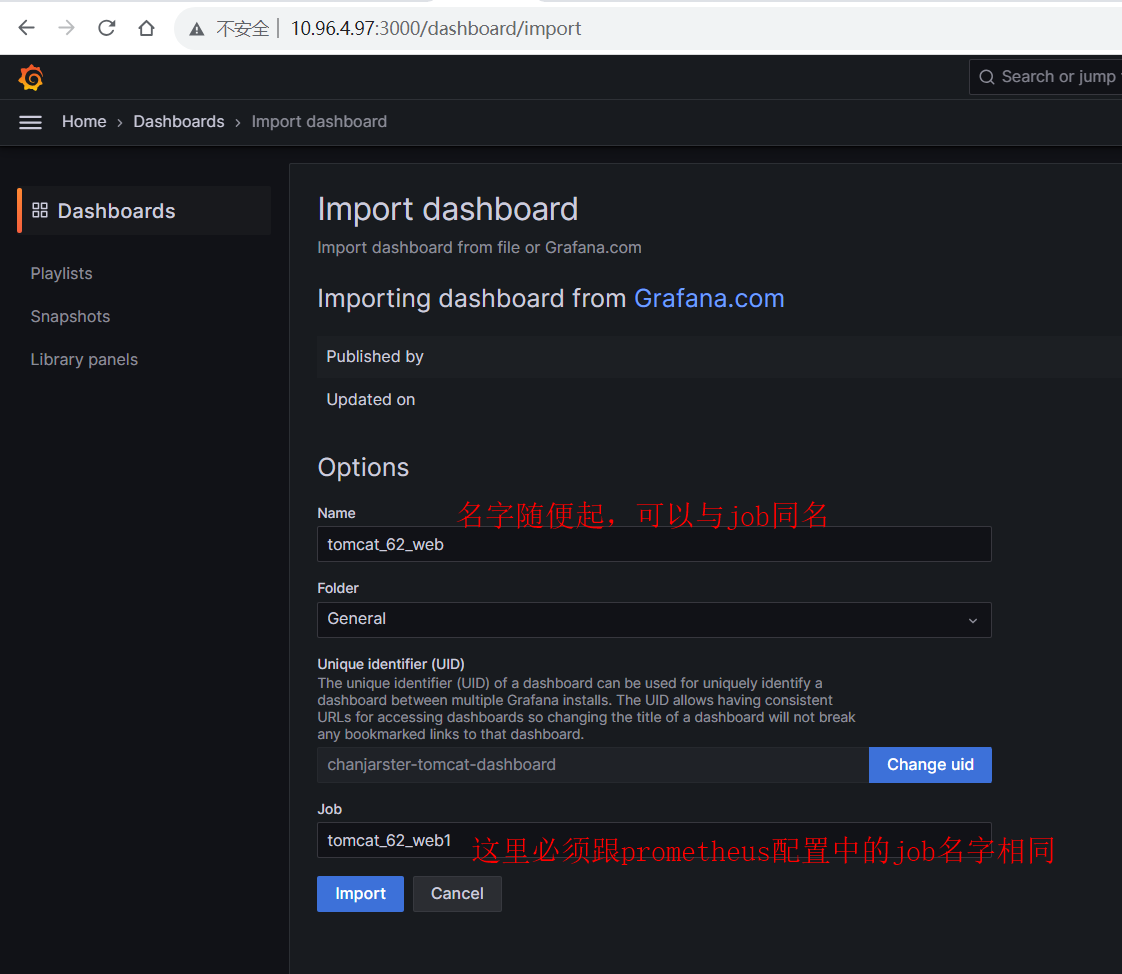 不安全 10.96.4.97:3000/dashboard/import
Search or jump
Home › Dashboards › Import dashboard
Dashboards
Playlists
Snapshots
Library panels
Import dashboard
Import dashboard from file or Grafana.com
Importing dashboard from Grafana.com
Published by
Updated on
Options
Name
名字随便起，可以与job同名
tomcat_62_web
Folder
General
Unique identifier (UID)
The unique identifier (UID) of a dashboard can be used for uniquely identify a
dashboard between multiple Grafana installs. The UID allows having consistent
URLs for accessing dashboards so changing the title of a dashboard will not break
any bookmarked links to that dashboard.
chanjarster-tomcat-dashboard
Change uid
Job
tomcat_62_web1
这里必须跟prometheus配置中的job名字相同
Import
Cancel